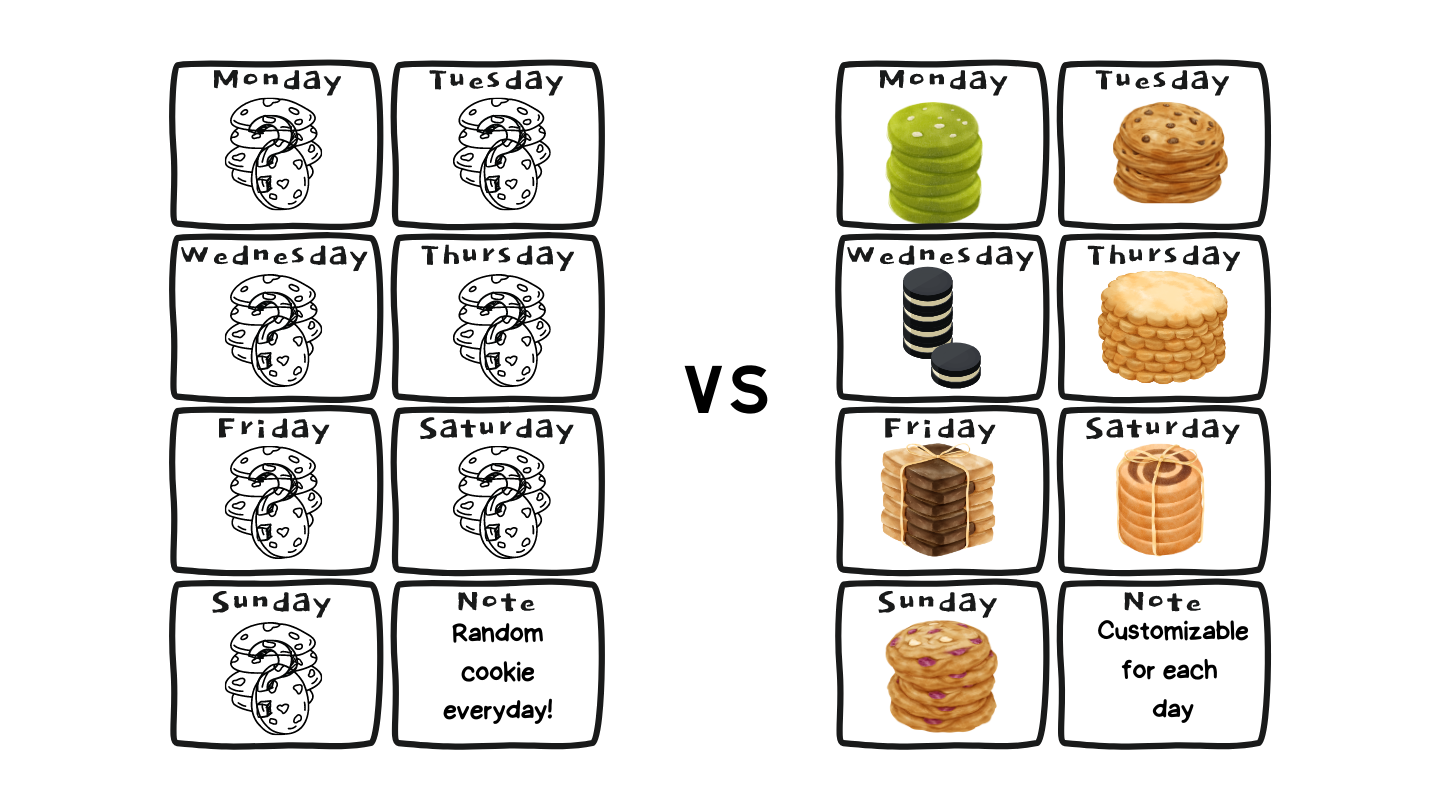 Monday
Tuesday
Wednesday
Thursday
Friday
Saturday
Sunday
Note
Random
cookie
everyday!
VS
Monday
Tuesday
Wednesday
Thursday
Friday
Saturday
Sunday
Note
Customizable
for each
day